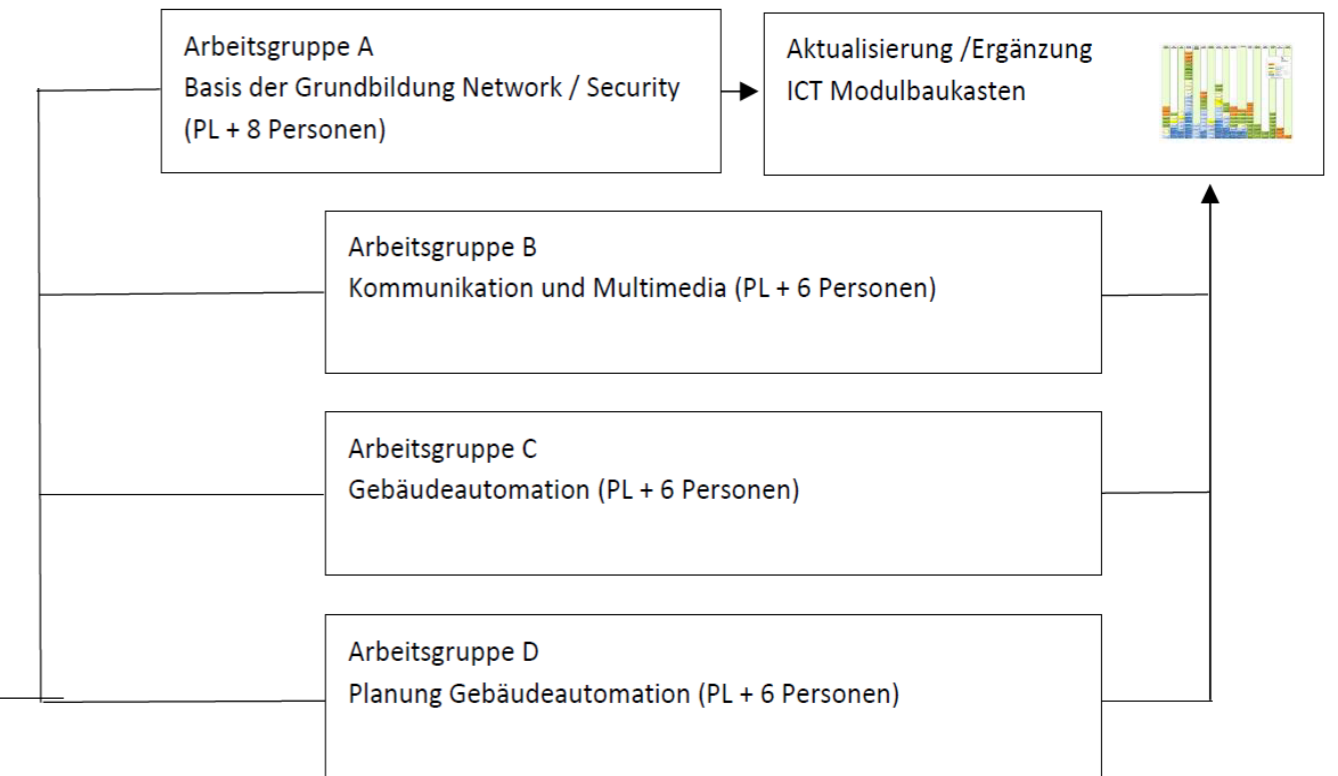 Arbeitsgruppe A
Basis der Grundbildung Network / Security
(PL + 8 Personen)
Aktualisierung /Ergänzung
ICT Modulbaukasten
Arbeitsgruppe B
Kommunikation und Multimedia (PL + 6 Personen)
Arbeitsgruppe C
Gebäudeautomation (PL + 6 Personen)
Arbeitsgruppe D
Planung Gebäudeautomation (PL + 6 Personen)